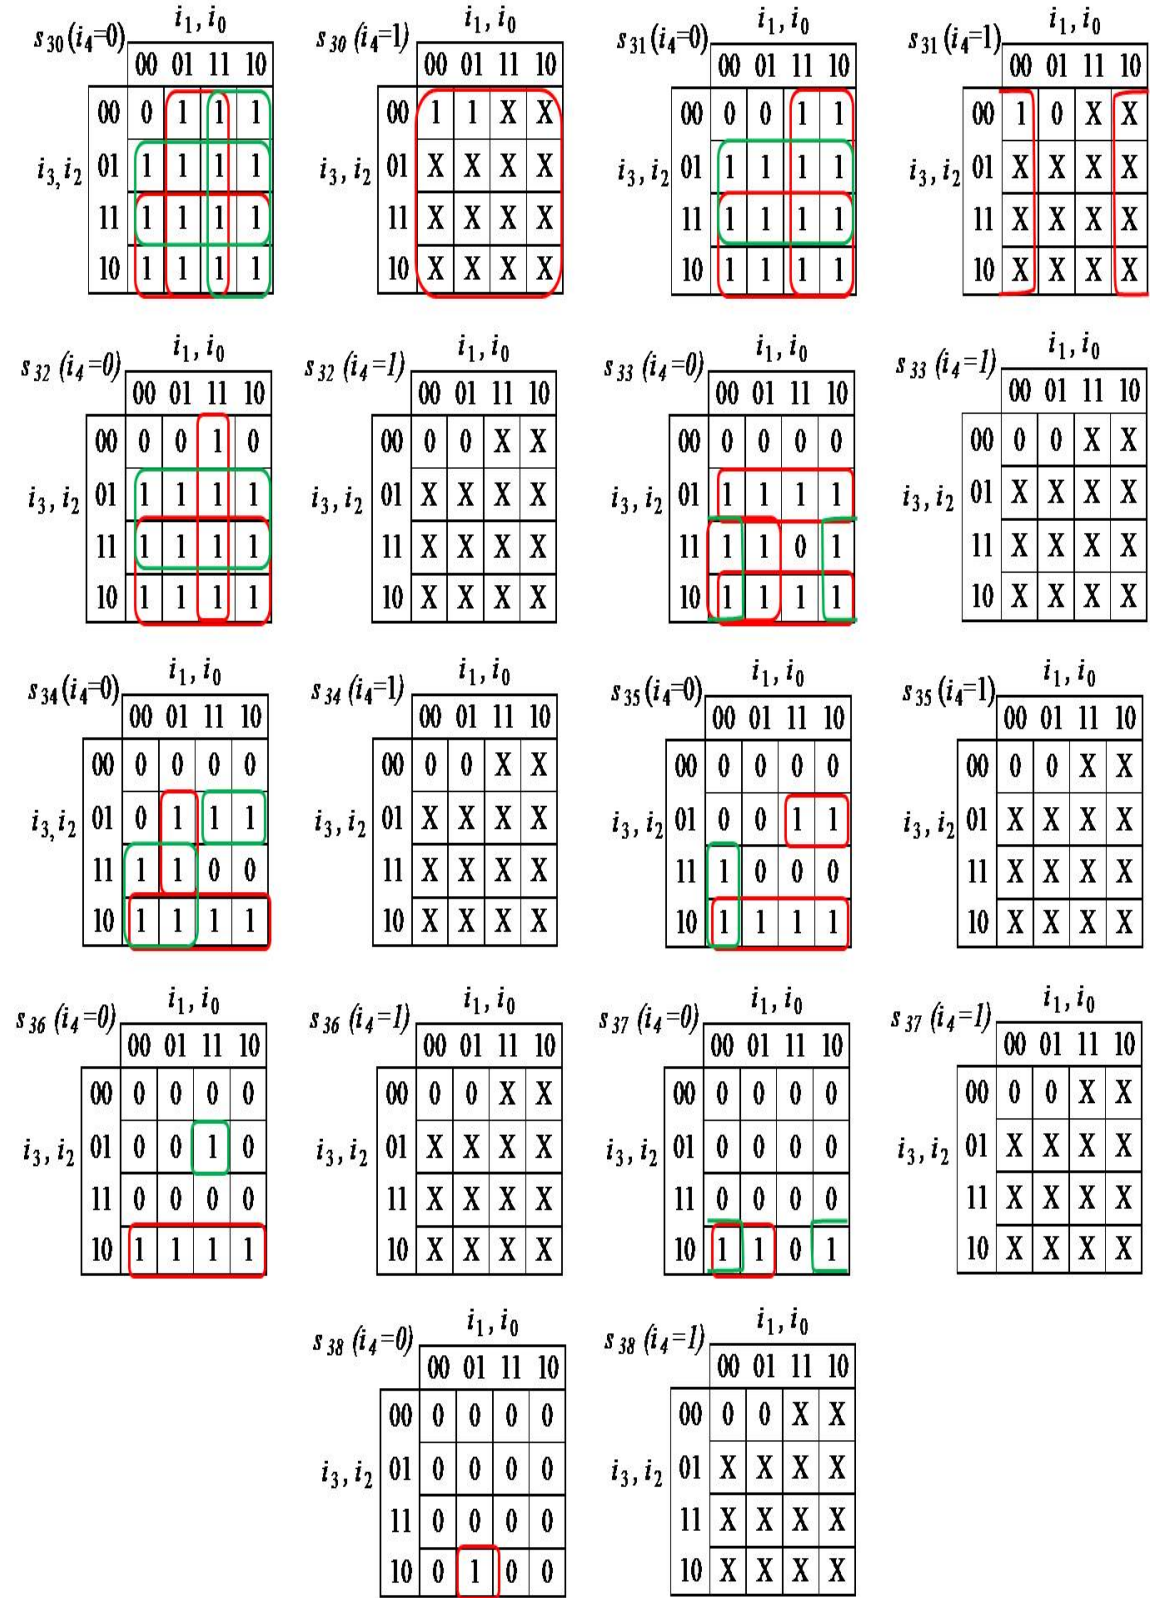 s30(i4=0) i1, i0
00 01 11 10
00 0 1 1 1
i3, i2 01 1 1 1 1
11 1 1 1 1
10 1 1 1 1
s30 (i4=1) i1, i0
00 01 11 10
00 1 1 X X
i3, i2 01 X X X X
11 X X X X
10 X X X X
s31 (i4=0) i1, i0
00 01 11 10
00 0 0 1 1
i3, i2 01 1 1 1 1
11 1 1 1 1
10 1 1 1 1
s31 (i4=1) i1, i0
00 01 11 10
00 1 0 X X
i3, i2 01 X X X X
11 X X X X
10 X X X X
s32 (i4=0) i1, i0
00 01 11 10
00 0 0 1 0
i3, i2 01 1 1 1 1
11 1 1 1 1
10 1 1 1 1
s32 (i4=1) i1, i0
00 01 11 10
00 0 0 X X
i3, i2 01 X X X X
11 X X X X
10 X X X X
s33 (i4=0) i1, i0
00 01 11 10
00 0 0 0 0
i3, i2 01 1 1 1 1
11 1 1 0 1
10 1 1 1 1
s33 (i4=1) i1, i0
00 01 11 10
00 0 0 X X
i3, i2 01 X X X X
11 X X X X
10 X X X X
s34 (i4=0) i1, i0
00 01 11 10
00 0 0 0 0
i3, i2 01 0 1 1 1
11 1 1 0 0
10 1 1 1 1
s34 (i4=1) i1, i0
00 01 11 10
00 0 0 X X
i3, i2 01 X X X X
11 X X X X
10 X X X X
s35 (i4=0) i1, i0
00 01 11 10
00 0 0 0 0
i3, i2 01 0 0 1 1
11 1 0 0 0
10 1 1 1 1
s35 (i4=1) i1, i0
00 01 11 10
00 0 0 X X
i3, i2 01 X X X X
11 X X X X
10 X X X X
s36 (i4=0) i1, i0
00 01 11 10
00 0 0 0 0
i3, i2 01 0 0 1 0
11 0 0 0 0
10 1 1 1 1
s36 (i4=1) i1, i0
00 01 11 10
00 0 0 X X
i3, i2 01 X X X X
11 X X X X
10 X X X X
s37 (i4=0) i1, i0
00 01 11 10
00 0 0 0 0
i3, i2 01 0 0 0 0
11 0 0 0 0
10 1 1 0 1
s37 (i4=1) i1, i0
00 01 11 10
00 0 0 X X
i3, i2 01 X X X X
11 X X X X
10 X X X X
s38 (i4=0) i1, i0
00 01 11 10
00 0 0 0 0
i3, i2 01 0 0 0 0
11 0 0 0 0
10 0 1 0 0
s38 (i4=1) i1, i0
00 01 11 10
00 0 0 X X
i3, i2 01 X X X X
11 X X X X
10 X X X X